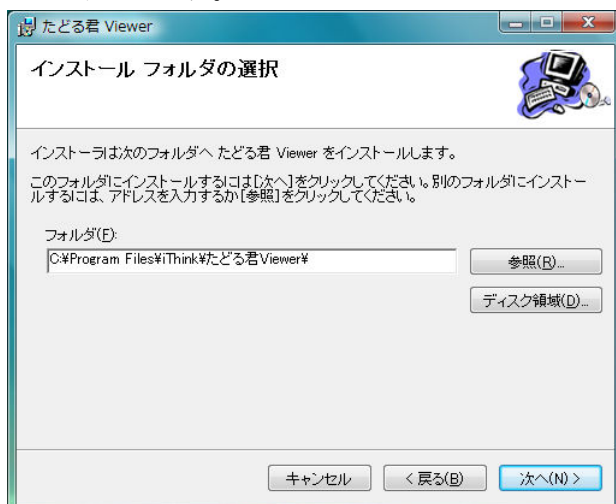 たどる君 Viewer
インストール フォルダの選択
インストーラは次のフォルダへ たどる君 Viewer をインストールします。
このフォルダにインストールするには[次へ]をクリックしてください。別のフォルダにインストー
ルするには、アドレスを入力するか[参照]をクリックしてください。
フォルダ(F):
C:¥Program Files¥iThink¥たどる君Viewer¥
参照(R)...
ディスク領域(D)...
キャンセル
< 戻る(B)
次へ(N) >